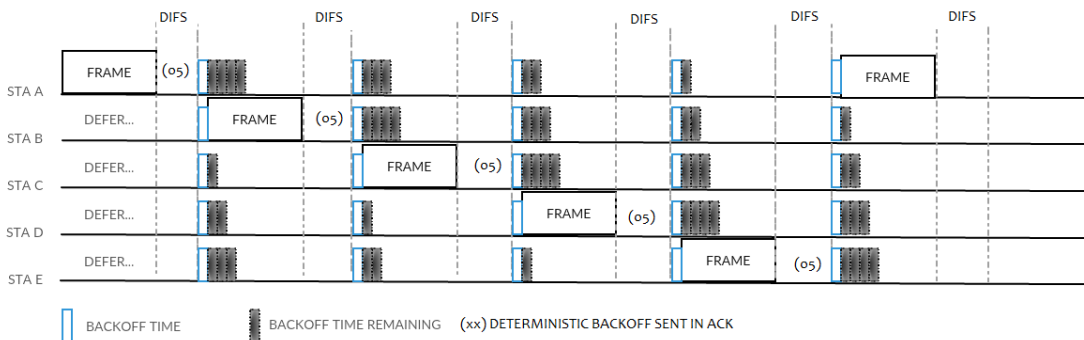 DIFS DIFS DIFS DIFS DIFS DIFS
STA A FRAME (05) FRAME
STA B DEFER... FRAME (05)
STA C DEFER... FRAME (05)
STA D DEFER... FRAME (05)
STA E DEFER... FRAME (05)
BACKOFF TIME BACKOFF TIME REMAINING (xx) DETERMINISTIC BACKOFF SENT IN ACK